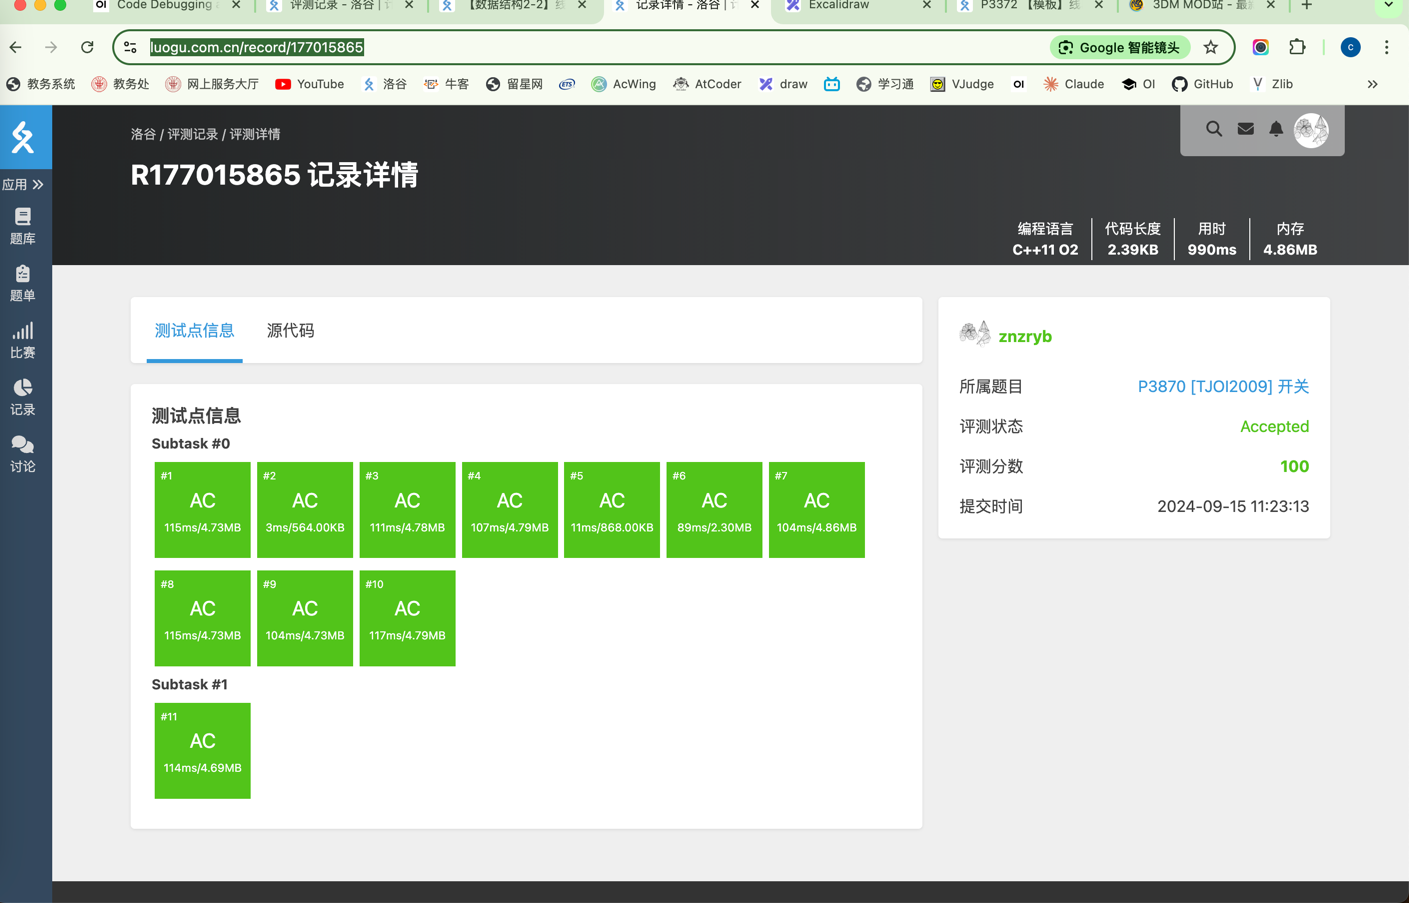 OI Code Debugging
评测记录 - 洛谷 | 计
【数据结构2-2】线
记录详情 - 洛谷 | 计
Excalidraw
P3372 【模板】线
3DM MOD站 - 最
luogu.com.cn/record/177015865
Google 智能镜头
C
教务系统
教务处
网上服务大厅
YouTube
洛谷
牛客
留星网
ETS
AcWing
AtCoder
draw
学习通
VJudge
OI
Claude
OI
GitHub
Zlib
洛谷 / 评测记录 / 评测详情
R177015865 记录详情
应用
题库
题单
比赛
记录
讨论
编程语言 代码长度 用时 内存
C++11 O2 2.39KB 990ms 4.86MB
测试点信息 源代码
测试点信息
Subtask #0
#1 #2 #3 #4 #5 #6 #7
AC AC AC AC AC AC AC
115ms/4.73MB 3ms/564.00KB 111ms/4.78MB 107ms/4.79MB 11ms/868.00KB 89ms/2.30MB 104ms/4.86MB
#8 #9 #10
AC AC AC
115ms/4.73MB 104ms/4.73MB 117ms/4.79MB
Subtask #1
#11
AC
114ms/4.69MB
znzryb
所属题目 P3870 [TJOI2009] 开关
评测状态 Accepted
评测分数 100
提交时间 2024-09-15 11:23:13